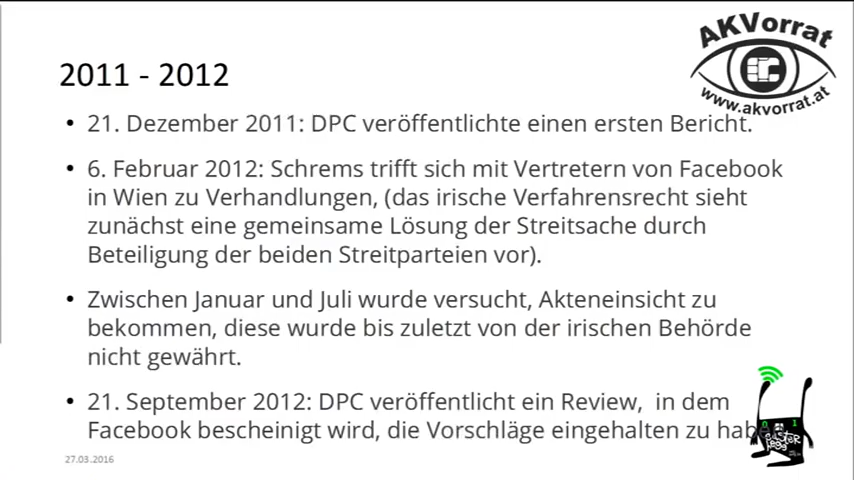 AKVorrat
www.akvorrat.at
2011 - 2012
• 21. Dezember 2011: DPC veröffentlichte einen ersten Bericht.
• 6. Februar 2012: Schrems trifft sich mit Vertretern von Facebook
in Wien zu Verhandlungen, (das irische Verfahrensrecht sieht
zunächst eine gemeinsame Lösung der Streitsache durch
Beteiligung der beiden Streitparteien vor).
• Zwischen Januar und Juli wurde versucht, Akteneinsicht zu
bekommen, diese wurde bis zuletzt von der irischen Behörde
nicht gewährt.
• 21. September 2012: DPC veröffentlicht ein Review, in dem
Facebook bescheinigt wird, die Vorschläge eingehalten zu
27.03.2016